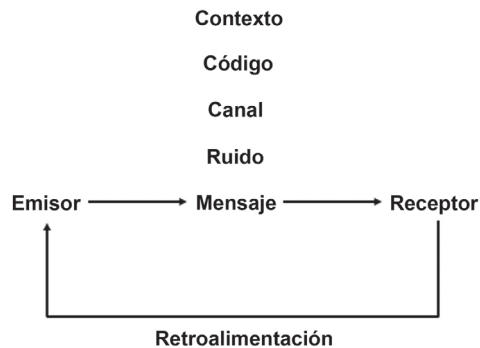 Contexto
Código
Canal
Ruido
Emisor Mensaje Receptor
Retroalimentación